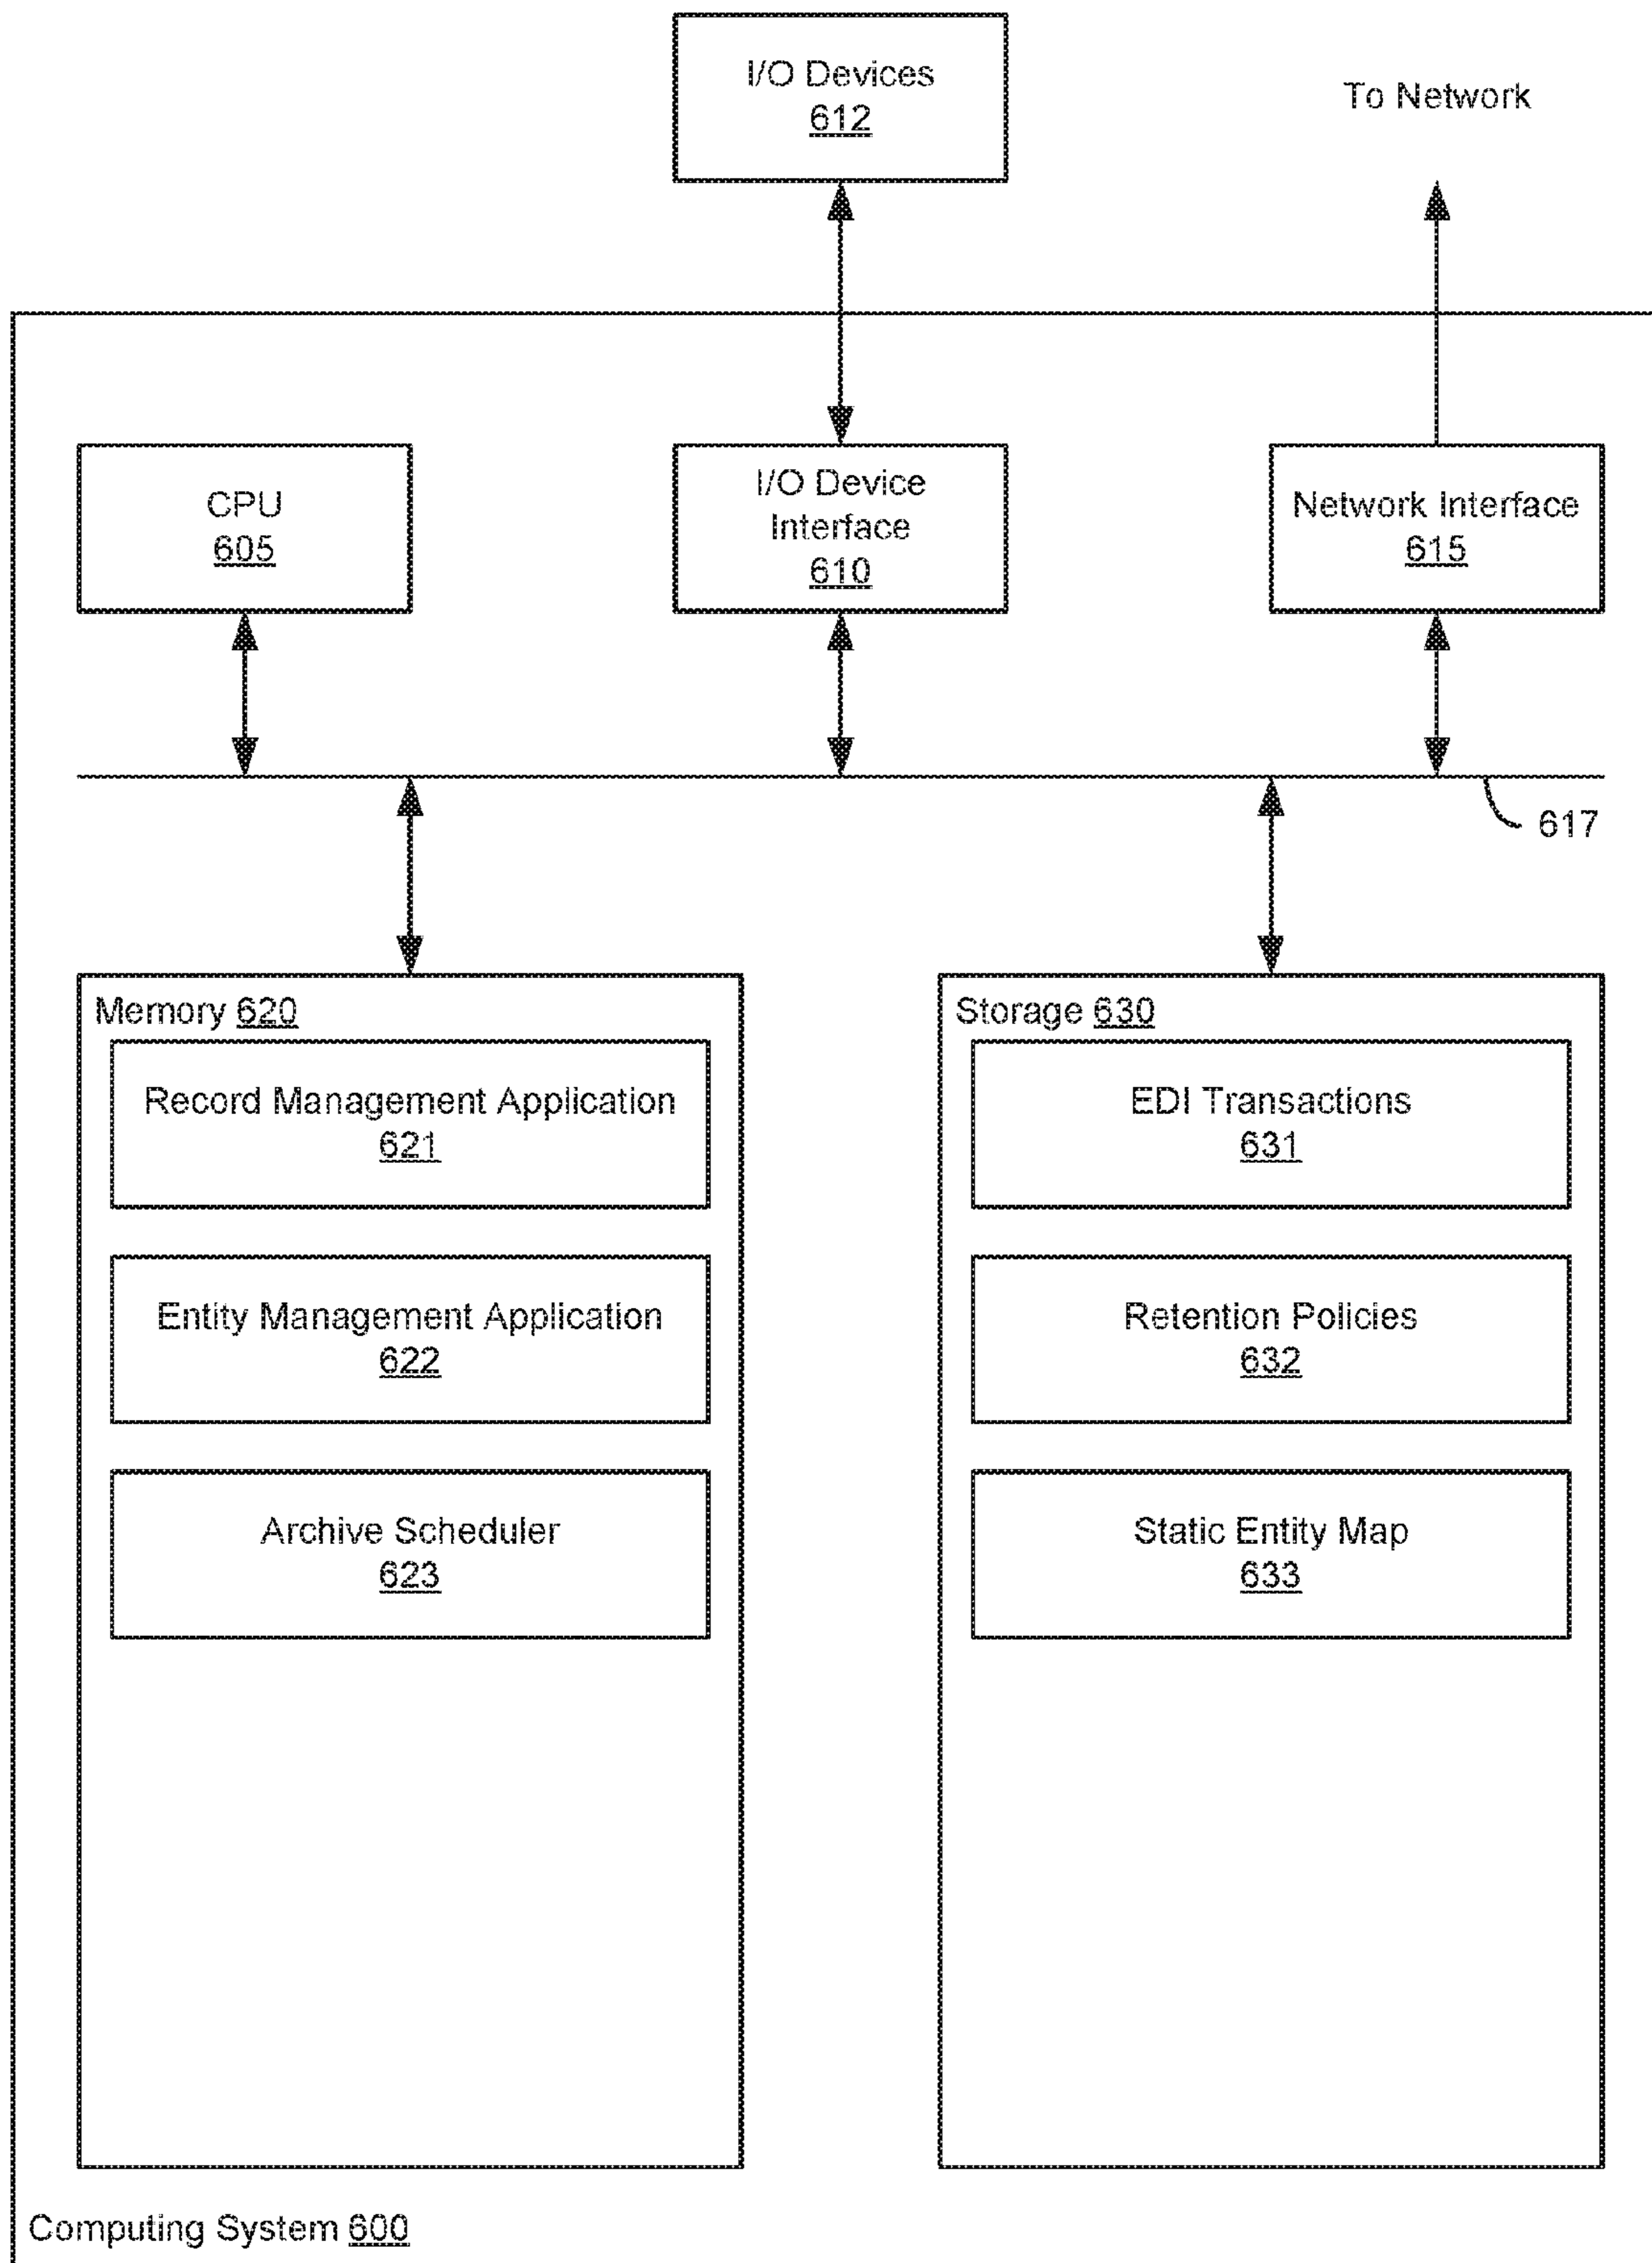 I/O Devices
612
To Network
CPU
605
I/O Device
Interface
610
Network Interface
615
617
Memory 620
Record Management Application
621
Entity Management Application
622
Archive Scheduler
623
Storage 630
EDI Transactions
631
Retention Policies
632
Static Entity Map
633
Computing System 600